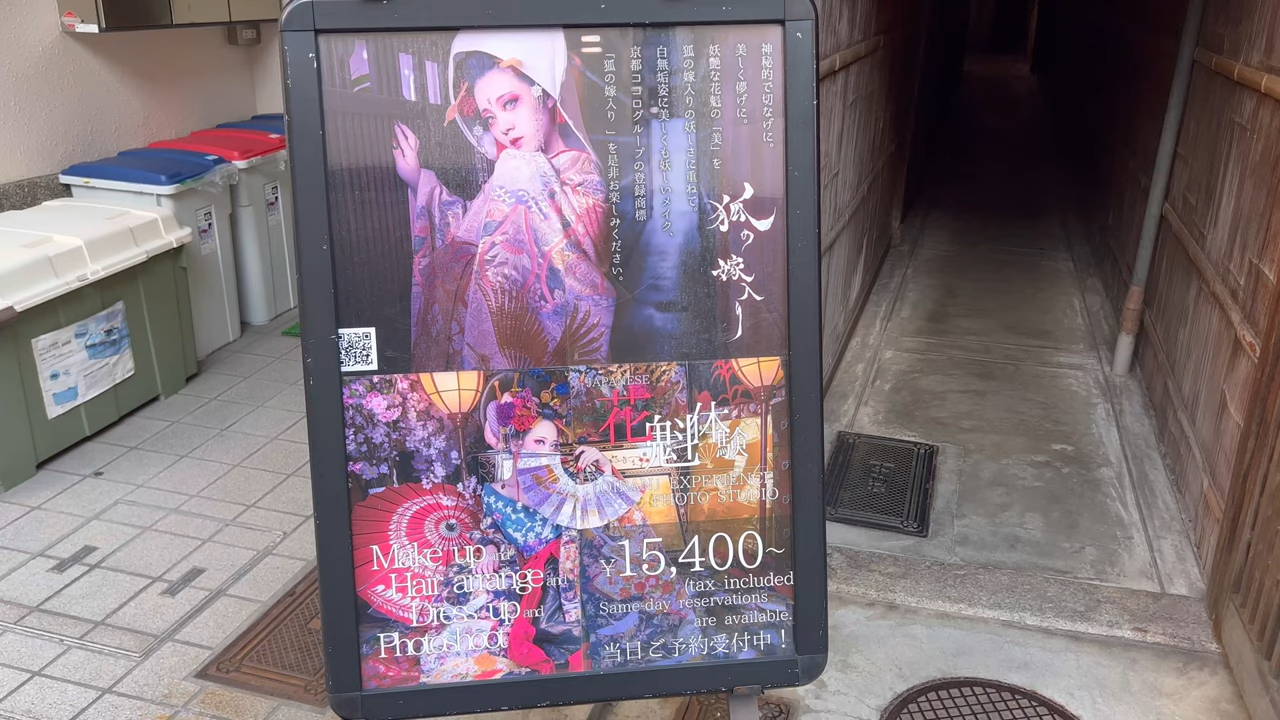 神秘的で切なげに。
美しく儚げに。
妖艶な花魁の「美」を
狐の嫁入りの妖しさに重ねて。
白無垢姿に美しくも妖しいメイク、
京都ココログループの登録商標
「狐の嫁入り」を是非お楽しみください。
狐の嫁入り
JAPANESE
花魁体験
OIRAN EXPERIENCE
PHOTO STUDIO
Make up and
Hair arrange and
Dress up and
Photoshoot
¥15,400~
(tax included
Same-day reservations
are available.
当日ご予約受付中！